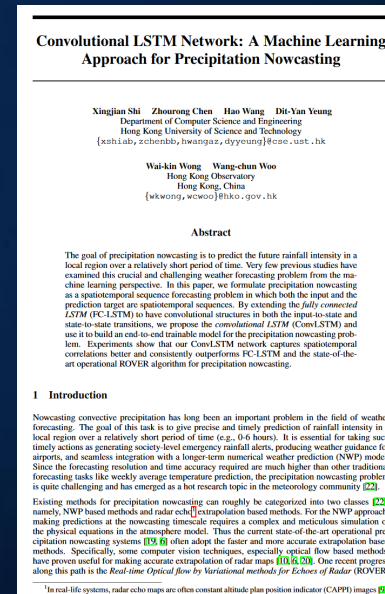 Convolutional LSTM Network: A Machine Learning
Approach for Precipitation Nowcasting
Xingjian Shi Zhourong Chen Hao Wang Dit-Yan Yeung
Department of Computer Science and Engineering
Hong Kong University of Science and Technology
{xshiab,zchenbb,hwangaz,dyyeung}@cse.ust.hk
Wai-kin Wong Wang-chun Woo
Hong Kong Observatory
Hong Kong, China
{wkwong,wcwoo}@hko.gov.hk
Abstract
The goal of precipitation nowcasting is to predict the future rainfall intensity in a
local region over a relatively short period of time. Very few previous studies have
examined this crucial and challenging weather forecasting problem from the ma-
chine learning perspective. In this paper, we formulate precipitation nowcasting
as a spatiotemporal sequence forecasting problem in which both the input and the
prediction target are spatiotemporal sequences. By extending the fully connected
LSTM (FC-LSTM) to have convolutional structures in both the input-to-state and
state-to-state transitions, we propose the convolutional LSTM (ConvLSTM) and
use it to build an end-to-end trainable model for the precipitation nowcasting prob-
lem. Experiments show that our ConvLSTM network captures spatiotemporal
correlations better and consistently outperforms FC-LSTM and the state-of-the-
art operational ROVER algorithm for precipitation nowcasting.
1 Introduction
Nowcasting convective precipitation has long been an important problem in the field of weathe
forecasting. The goal of this task is to give precise and timely prediction of rainfall intensity in
local region over a relatively short period of time (e.g., 0-6 hours). It is essential for taking suc
timely actions as generating society-level emergency rainfall alerts, producing weather guidance fo
airports, and seamless integration with a longer-term numerical weather prediction (NWP) mode
Since the forecasting resolution and time accuracy required are much higher than other traditiona
forecasting tasks like weekly average temperature prediction, the precipitation nowcasting problem
is quite challenging and has emerged as a hot research topic in the meteorology community [22].
Existing methods for precipitation nowcasting can roughly be categorized into two classes [22]
namely, NWP based methods and radar echo1 extrapolation based methods. For the NWP approach
making predictions at the nowcasting timescale requires a complex and meticulous simulation o
the physical equations in the atmosphere model. Thus the current state-of-the-art operational pre
cipitation nowcasting systems [19, 6] often adopt the faster and more accurate extrapolation base
methods. Specifically, some computer vision techniques, especially optical flow based methods
have proven useful for making accurate extrapolation of radar maps [10, 6, 20]. One recent progres
along this path is the Real-time Optical flow by Variational methods for Echoes of Radar (ROVER
1In real-life systems, radar echo maps are often constant altitude plan position indicator (CAPPI) images [9]